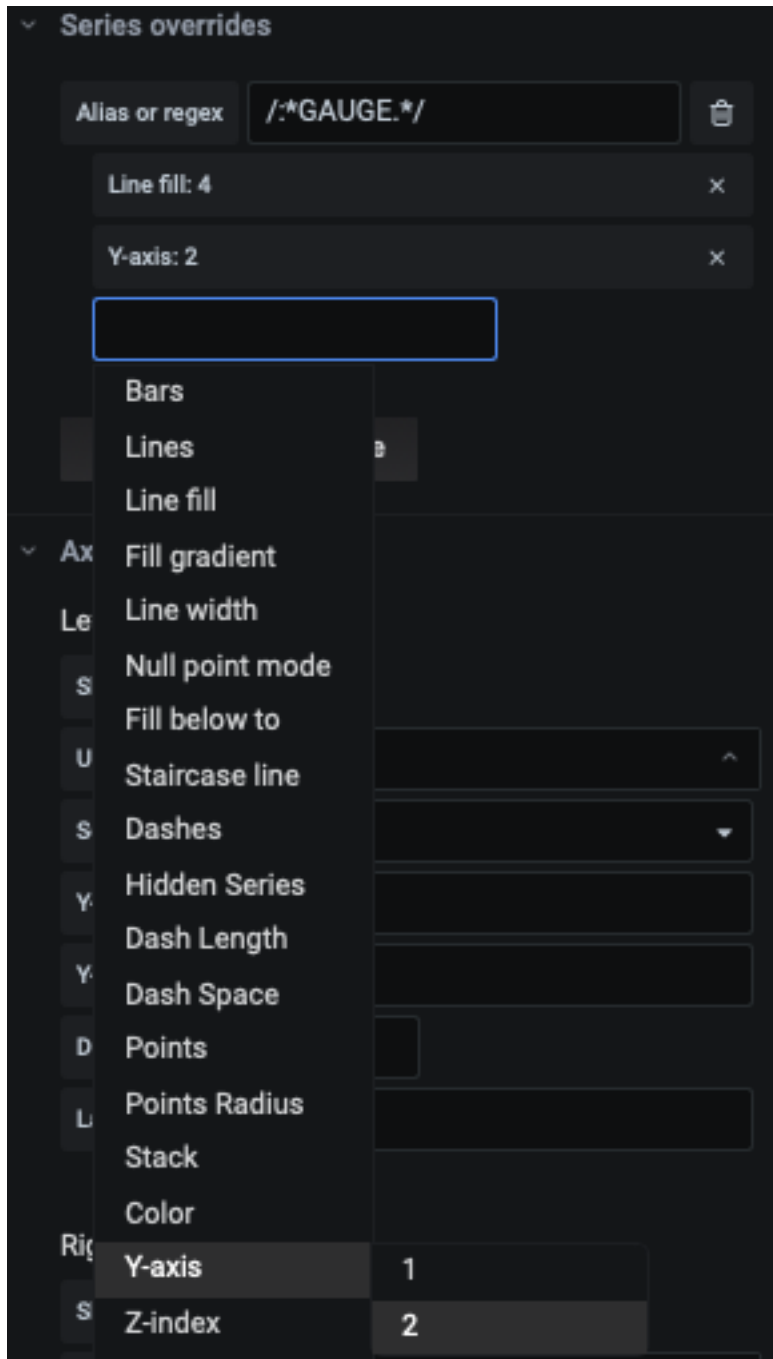 Series overrides
Alias or regex /:*GAUGE.*/
Line fill: 4 ×
Y-axis: 2 ×
Bars
Lines
Line fill
Ax
Fill gradient
Line width
Null point mode
Fill below to
U
Staircase line
Dashes
Hidden Series
Dash Length
Dash Space
D
Points
Points Radius
Stack
Color
Y-axis 1
Z-index 2